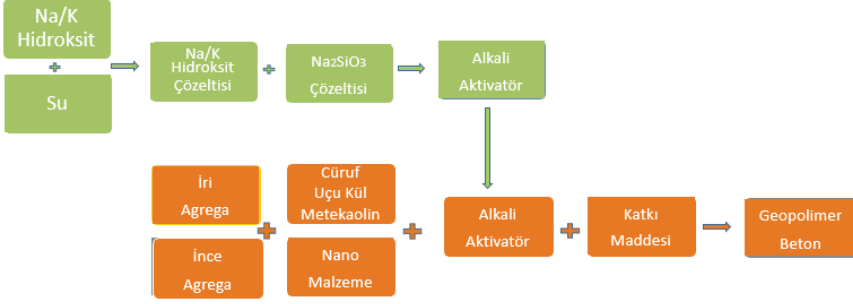 Na/K
Hidroksit
+
Su
Na/K
Hidroksit
Çözeltisi
+
Na₂SiO₃
Çözeltisi
Alkali
Aktivatör
İri
Agrega
İnce
Agrega
+
Cüruf
Uçu Kül
Metekaolin
Nano
Malzeme
+
Alkali
Aktivatör
+
Katkı
Maddesi
Geopolimer
Beton